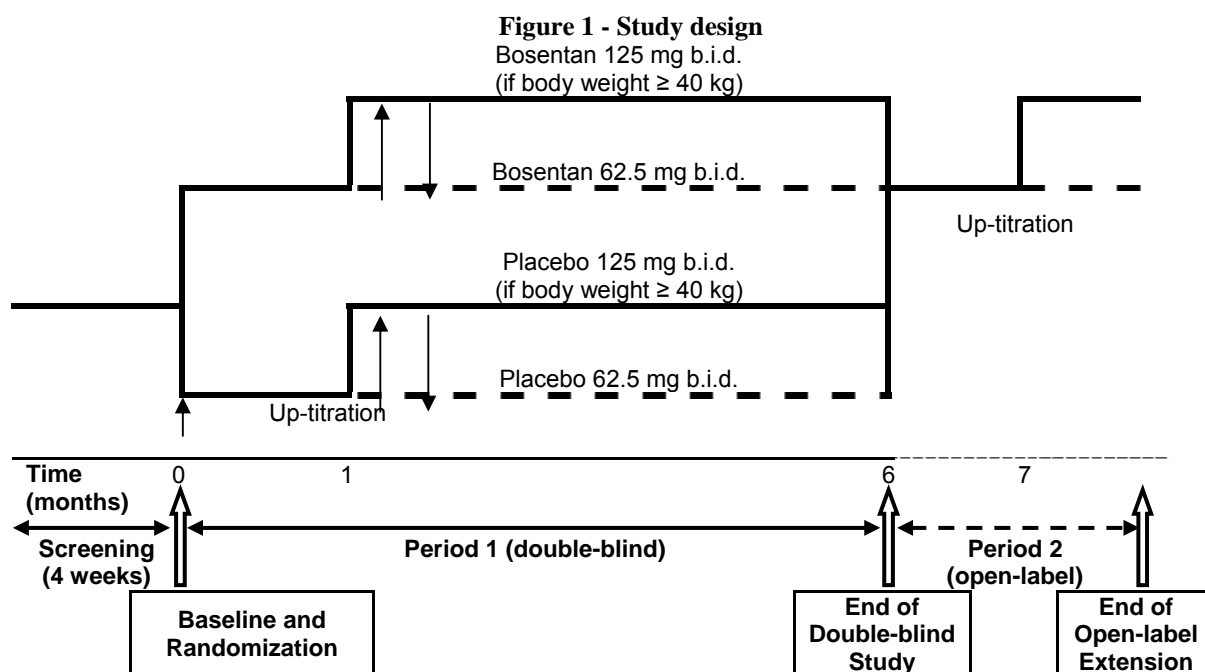 Figure 1 - Study design
Bosentan 125 mg b.i.d.
(if body weight ≥ 40 kg)
Bosentan 62.5 mg b.i.d.
Up-titration
Placebo 125 mg b.i.d.
(if body weight ≥ 40 kg)
Placebo 62.5 mg b.i.d.
Up-titration
Time
(months)
0
1
6
7
Screening
(4 weeks)
Period 1 (double-blind)
Period 2
(open-label)
Baseline and
Randomization
End of
Double-blind
Study
End of
Open-label
Extension